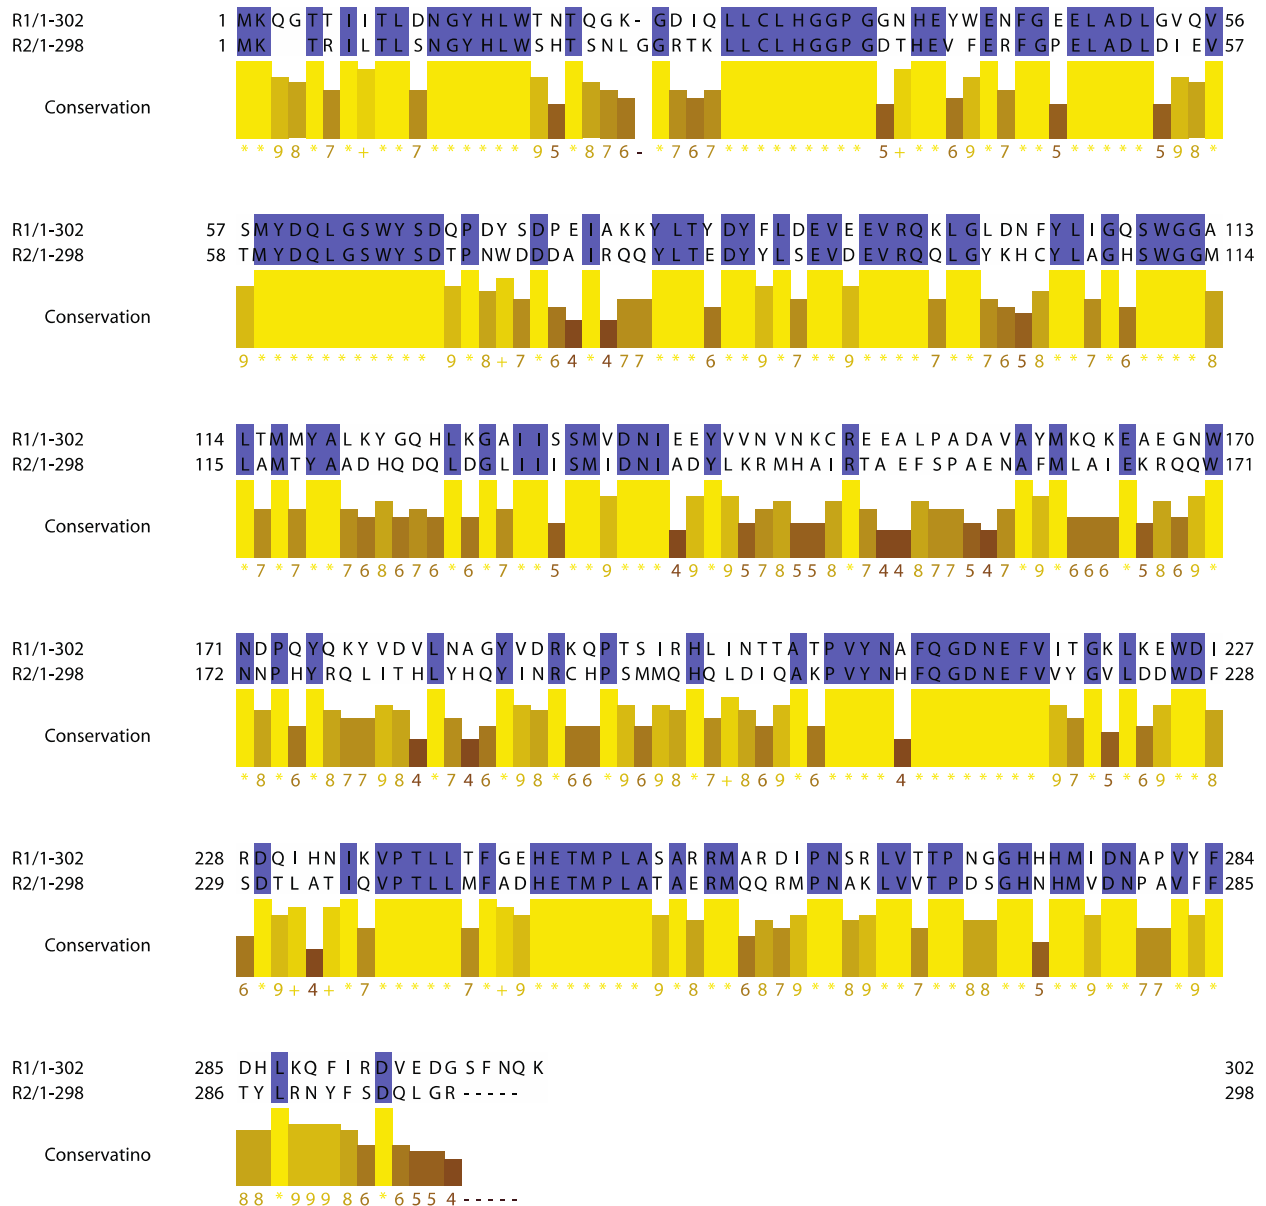 R1/1-302 1 MKQGTTIITLDNGYHLWTNTQGK-GDIQLLCLHGGPGGNHEYWENFGEELADLGVQV 56
R2/1-298 1 MK  TRILTLSNGYHLWSHTSNLGGRTKLLCLHGGPGDTHEVFERFGPELADLDIEV 57
Conservation
**98*7*+**7******95*876-*767*********5+**69*7**5*****598*
R1/1-302 57 SMYDQLGSWYSDQPDYSDPEIAKKYLTYDYFLDEVEEVRQKLGLDNFYLIGQSWGGA 113
R2/1-298 58 TMYDQLGSWYSDTPNWDDDAIRQQYLTEDYYLSEVDEVRQQLGYKHCYLAGHSWGGM 114
Conservation
9***********9*8+7*64*477***6**9*7**9****7**7658**7*6****8
R1/1-302 114 LTMMYALKYGQHLKGAIISSMVDNIEEYVVNVNKCREEALPADAVAYMKQKEAEGNW 170
R2/1-298 115 LAMTYAADHQDQLDGLIIISMIDNIADYLKRMHAIRTAEFSPAENAFMLAIEKRQQW 171
Conservation
*7*7**768676*6*7**5**9***49*9578558*744877547*9*666*5869*
R1/1-302 171 NDPQYQKYVDVLNAGYVDRKQPTSIRHLINTTATPVYNAFQGDNEFVITGKLKEWDI 227
R2/1-298 172 NNPHYRQLITHLYHQYINRCHPSMMQHQLDIQAKPVYNHFQGDNEFVVYGVLDDWDF 228
Conservation
*8*6*877984*746*98*66*9698*7+869*6****4********97*5*69**8
R1/1-302 228 RDQIHNIKVPTLLTFGEHETMPLASARRMARDIPNSRLVTTPNGGHHHMIDNAPVYF 284
R2/1-298 229 SDTLATIQVPTLLMFADHETMPLATAERMQQRMPNAKLVVTPDSGHNHMVDNPAVFF 285
Conservation
6*9+4+*7*****7*+9*******9*8**6879**89**7**88**5**9**77*9*
R1/1-302 285 DHLKQFIRDVEDGSFNQK 302
R2/1-298 286 TYLRNYFSDQLGR----- 298
Conservatino
88*99986*6554-----